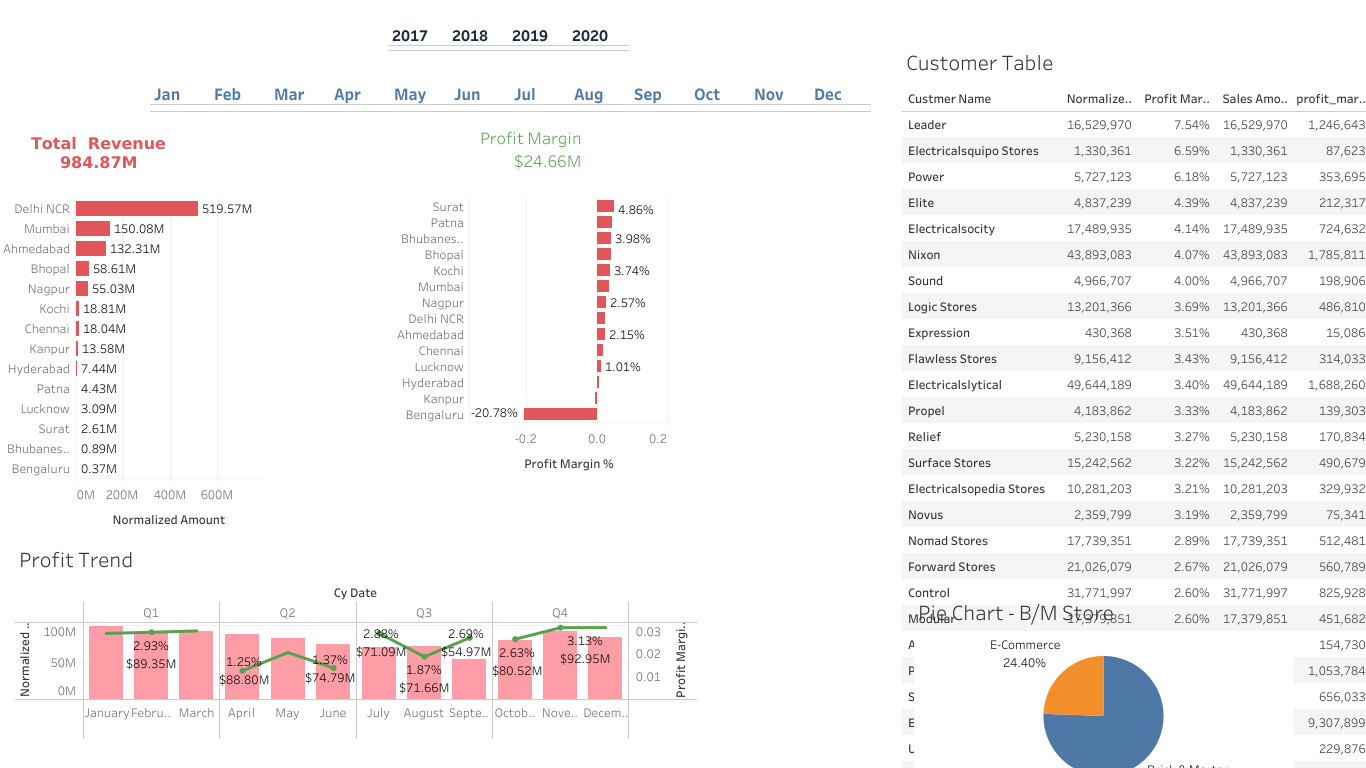 2017 2018 2019 2020
Jan Feb Mar Apr May Jun Jul Aug Sep Oct Nov Dec
Total Revenue
984.87M
Profit Margin
$24.66M
Delhi NCR 519.57M
Mumbai 150.08M
Ahmedabad 132.31M
Bhopal 58.61M
Nagpur 55.03M
Kochi 18.81M
Chennai 18.04M
Kanpur 13.58M
Hyderabad 7.44M
Patna 4.43M
Lucknow 3.09M
Surat 2.61M
Bhubanes.. 0.89M
Bengaluru 0.37M
0M 200M 400M 600M
Normalized Amount
Surat 4.86%
Patna
Bhubanes.. 3.98%
Bhopal
Kochi 3.74%
Mumbai
Nagpur 2.57%
Delhi NCR
Ahmedabad 2.15%
Chennai
Lucknow 1.01%
Hyderabad
Kanpur
Bengaluru -20.78%
-0.2 0.0 0.2
Profit Margin %
Profit Trend
Cy Date
Q1 Q2 Q3 Q4
Normalized ..
100M
50M
0M
2.93%
$89.35M
1.25%
$88.80M
1.37%
$74.79M
2.88%
$71.09M
1.87%
$71.66M
2.69%
$54.97M
2.63%
$80.52M
3.13%
$92.95M
0.03
0.02
0.01
Profit Margi..
January Febru.. March April May June July August Septe.. Octob.. Nove.. Decem..
Customer Table
Custmer Name Normalize.. Profit Mar.. Sales Amo.. profit_mar..
Leader 16,529,970 7.54% 16,529,970 1,246,643
Electricalsquipo Stores 1,330,361 6.59% 1,330,361 87,623
Power 5,727,123 6.18% 5,727,123 353,695
Elite 4,837,239 4.39% 4,837,239 212,317
Electricalsocity 17,489,935 4.14% 17,489,935 724,632
Nixon 43,893,083 4.07% 43,893,083 1,785,811
Sound 4,966,707 4.00% 4,966,707 198,906
Logic Stores 13,201,366 3.69% 13,201,366 486,810
Expression 430,368 3.51% 430,368 15,086
Flawless Stores 9,156,412 3.43% 9,156,412 314,033
Electricalslytical 49,644,189 3.40% 49,644,189 1,688,260
Propel 4,183,862 3.33% 4,183,862 139,303
Relief 5,230,158 3.27% 5,230,158 170,834
Surface Stores 15,242,562 3.22% 15,242,562 490,679
Electricalsopedia Stores 10,281,203 3.21% 10,281,203 329,932
Novus 2,359,799 3.19% 2,359,799 75,341
Nomad Stores 17,739,351 2.89% 17,739,351 512,481
Forward Stores 21,026,079 2.67% 21,026,079 560,789
Control 31,771,997 2.60% 31,771,997 825,928
Modular 17,379,851 2.60% 17,379,851 451,682
Pie Chart - B/M Store
154,730
1,053,784
656,033
9,307,899
229,876
E-Commerce
24.40%